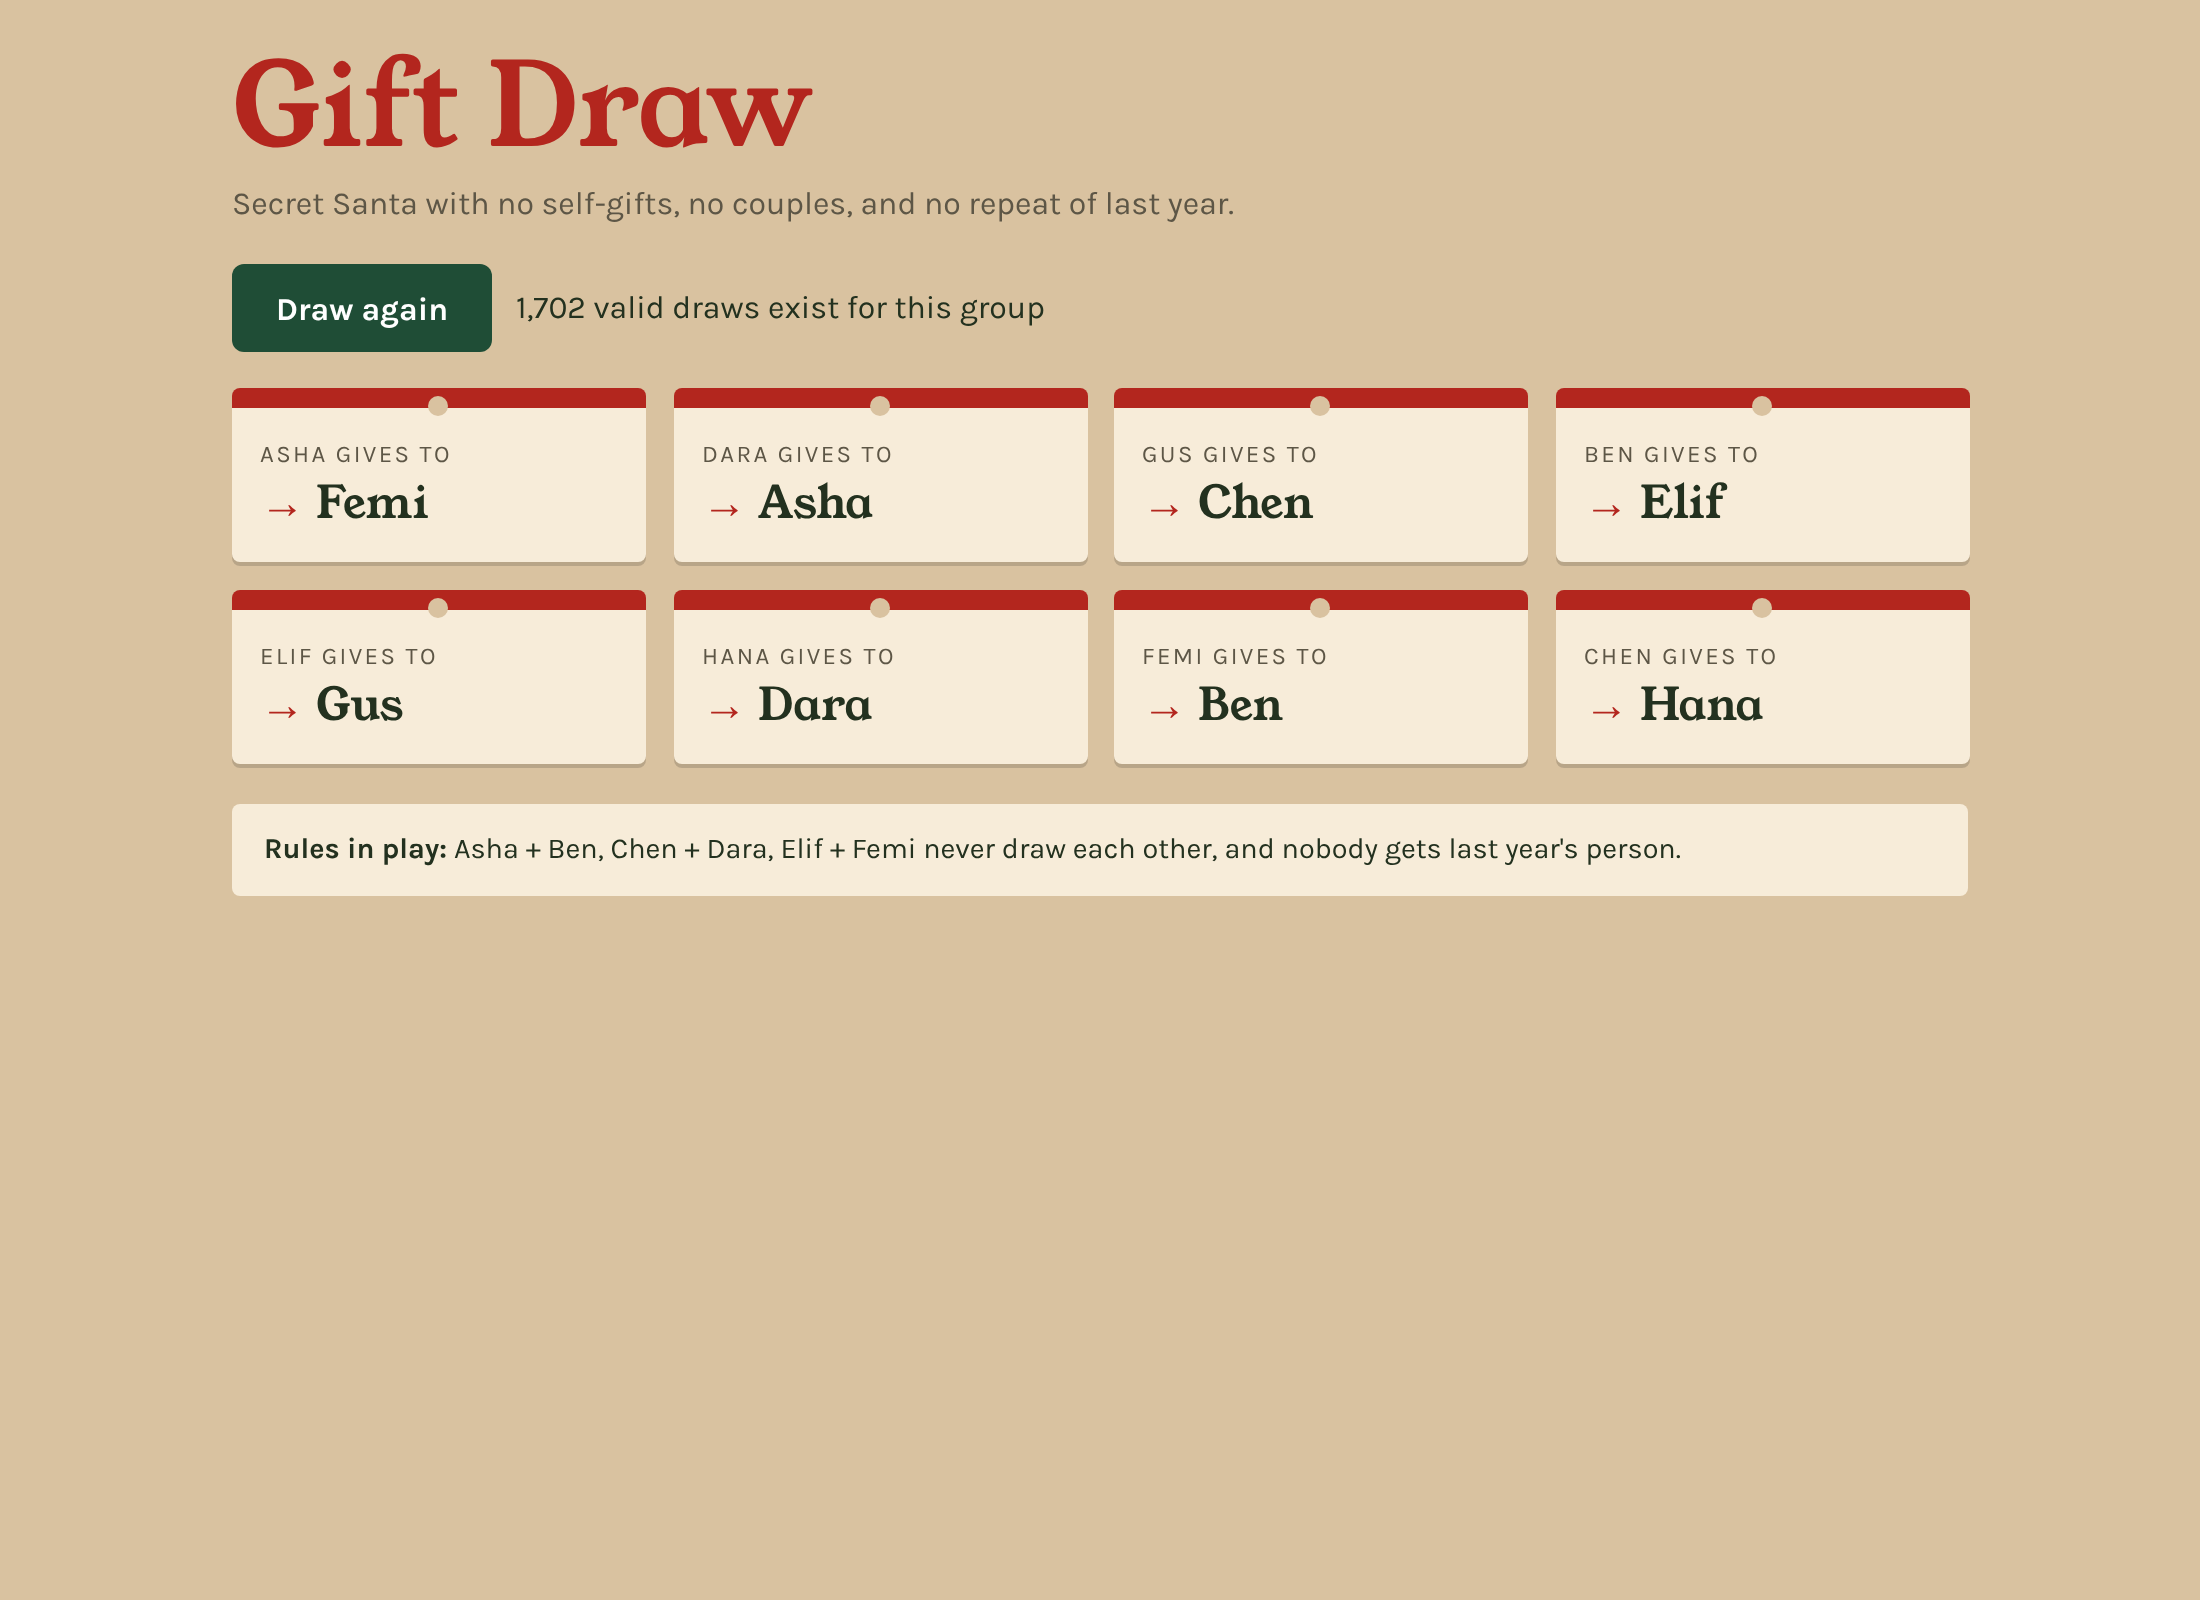 Gift Draw
Secret Santa with no self-gifts, no couples, and no repeat of last year.
Draw again
1,702 valid draws exist for this group
ASHA GIVES TO
→ Femi
DARA GIVES TO
→ Asha
GUS GIVES TO
→ Chen
BEN GIVES TO
→ Elif
ELIF GIVES TO
→ Gus
HANA GIVES TO
→ Dara
FEMI GIVES TO
→ Ben
CHEN GIVES TO
→ Hana
Rules in play: Asha + Ben, Chen + Dara, Elif + Femi never draw each other, and nobody gets last year's person.